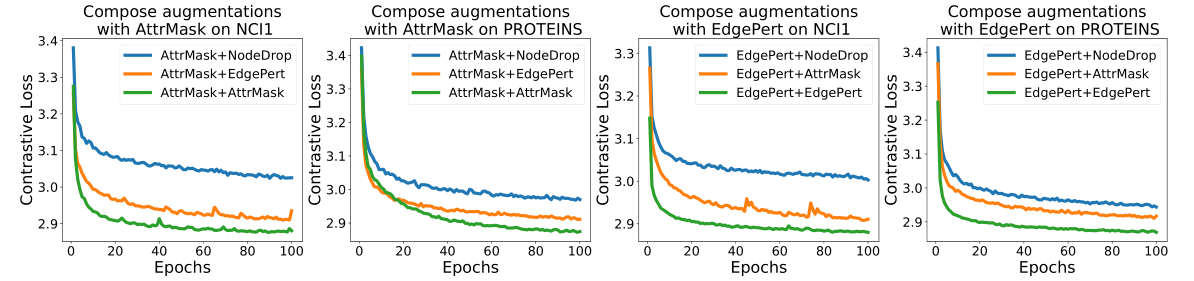 Compose augmentations
with AttrMask on NCI1
Contrastive Loss
3.4
3.3
3.2
3.1
3.0
2.9
AttrMask+NodeDrop
AttrMask+EdgePert
AttrMask+AttrMask
0 20 40 60 80 100
Epochs
Compose augmentations
with AttrMask on PROTEINS
Contrastive Loss
3.4
3.3
3.2
3.1
3.0
2.9
AttrMask+NodeDrop
AttrMask+EdgePert
AttrMask+AttrMask
0 20 40 60 80 100
Epochs
Compose augmentations
with EdgePert on NCI1
Contrastive Loss
3.3
3.2
3.1
3.0
2.9
EdgePert+NodeDrop
EdgePert+AttrMask
EdgePert+EdgePert
0 20 40 60 80 100
Epochs
Compose augmentations
with EdgePert on PROTEINS
Contrastive Loss
3.4
3.3
3.2
3.1
3.0
2.9
EdgePert+NodeDrop
EdgePert+AttrMask
EdgePert+EdgePert
0 20 40 60 80 100
Epochs